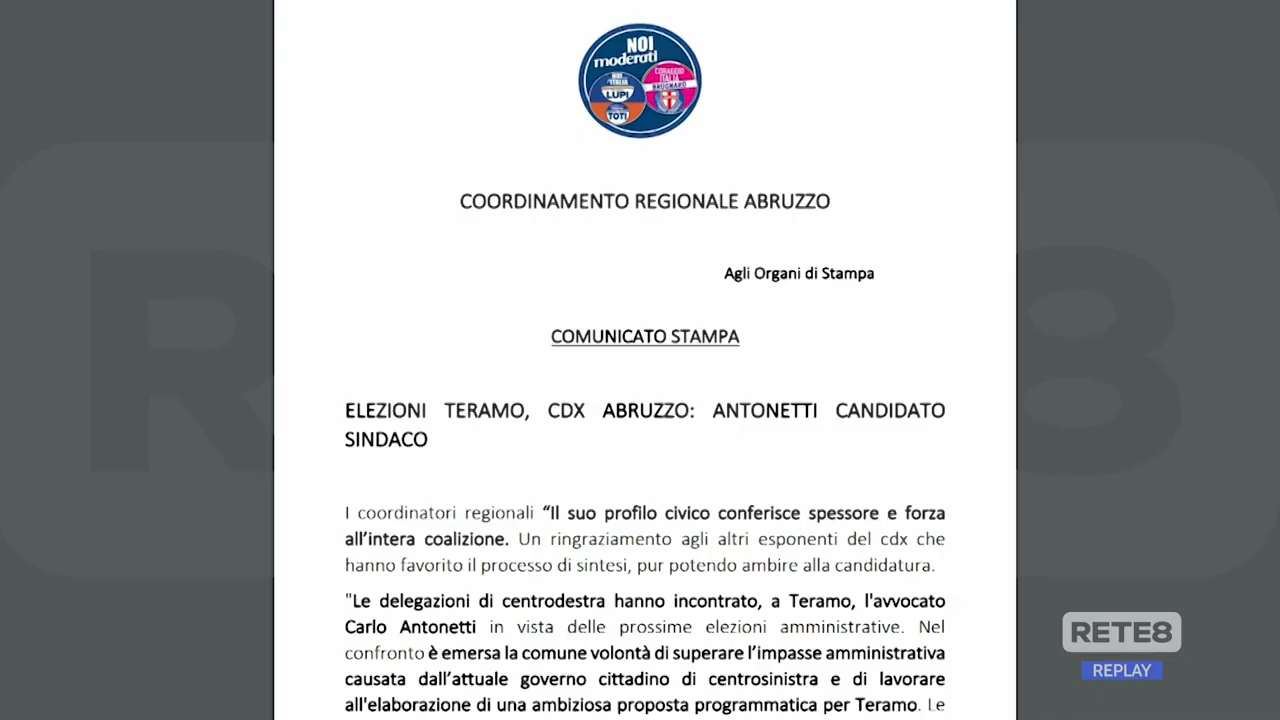 NOI
moderati
NOI
L'ITALIA
LUPI
TOTI
CORAGGIO
ITALIA
BRUGNARO
COORDINAMENTO REGIONALE ABRUZZO
Agli Organi di Stampa
COMUNICATO STAMPA
ELEZIONI TERAMO, CDX ABRUZZO: ANTONETTI CANDIDATO
SINDACO
I coordinatori regionali “Il suo profilo civico conferisce spessore e forza
all’intera coalizione. Un ringraziamento agli altri esponenti del cdx che
hanno favorito il processo di sintesi, pur potendo ambire alla candidatura.
"Le delegazioni di centrodestra hanno incontrato, a Teramo, l'avvocato
Carlo Antonetti in vista delle prossime elezioni amministrative. Nel
confronto è emersa la comune volontà di superare l’impasse amministrativa
causata dall’attuale governo cittadino di centrosinistra e di lavorare
all'elaborazione di una ambiziosa proposta programmatica per Teramo. Le
RETE8
REPLAY